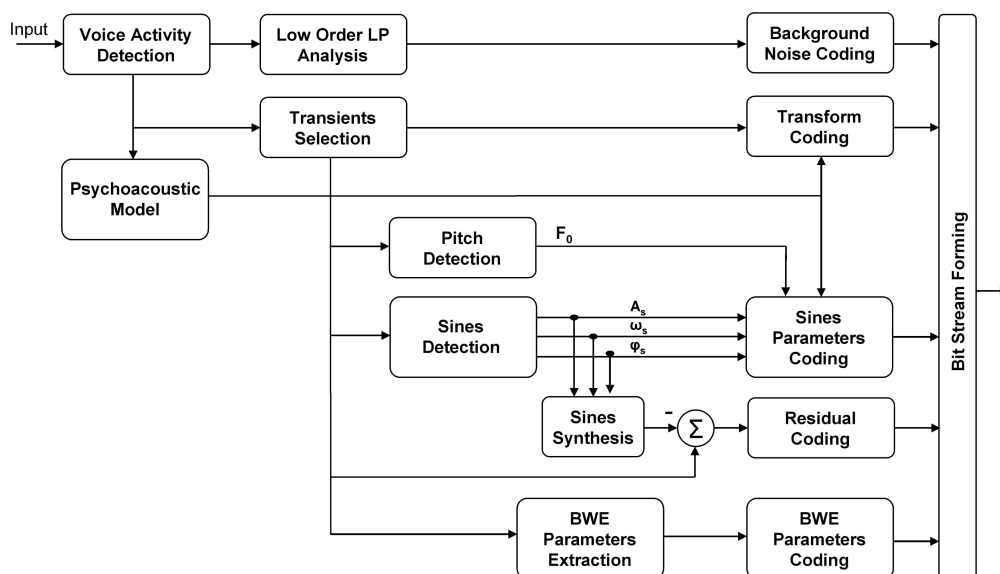 Input
Voice Activity
Detection
Low Order LP
Analysis
Background
Noise Coding
Transients
Selection
Transform
Coding
Psychoacoustic
Model
Pitch
Detection
F₀
Sines
Detection
Aₛ
ωₛ
φₛ
Sines
Parameters
Coding
Sines
Synthesis
-
Σ
Residual
Coding
BWE
Parameters
Extraction
BWE
Parameters
Coding
Bit Stream Forming